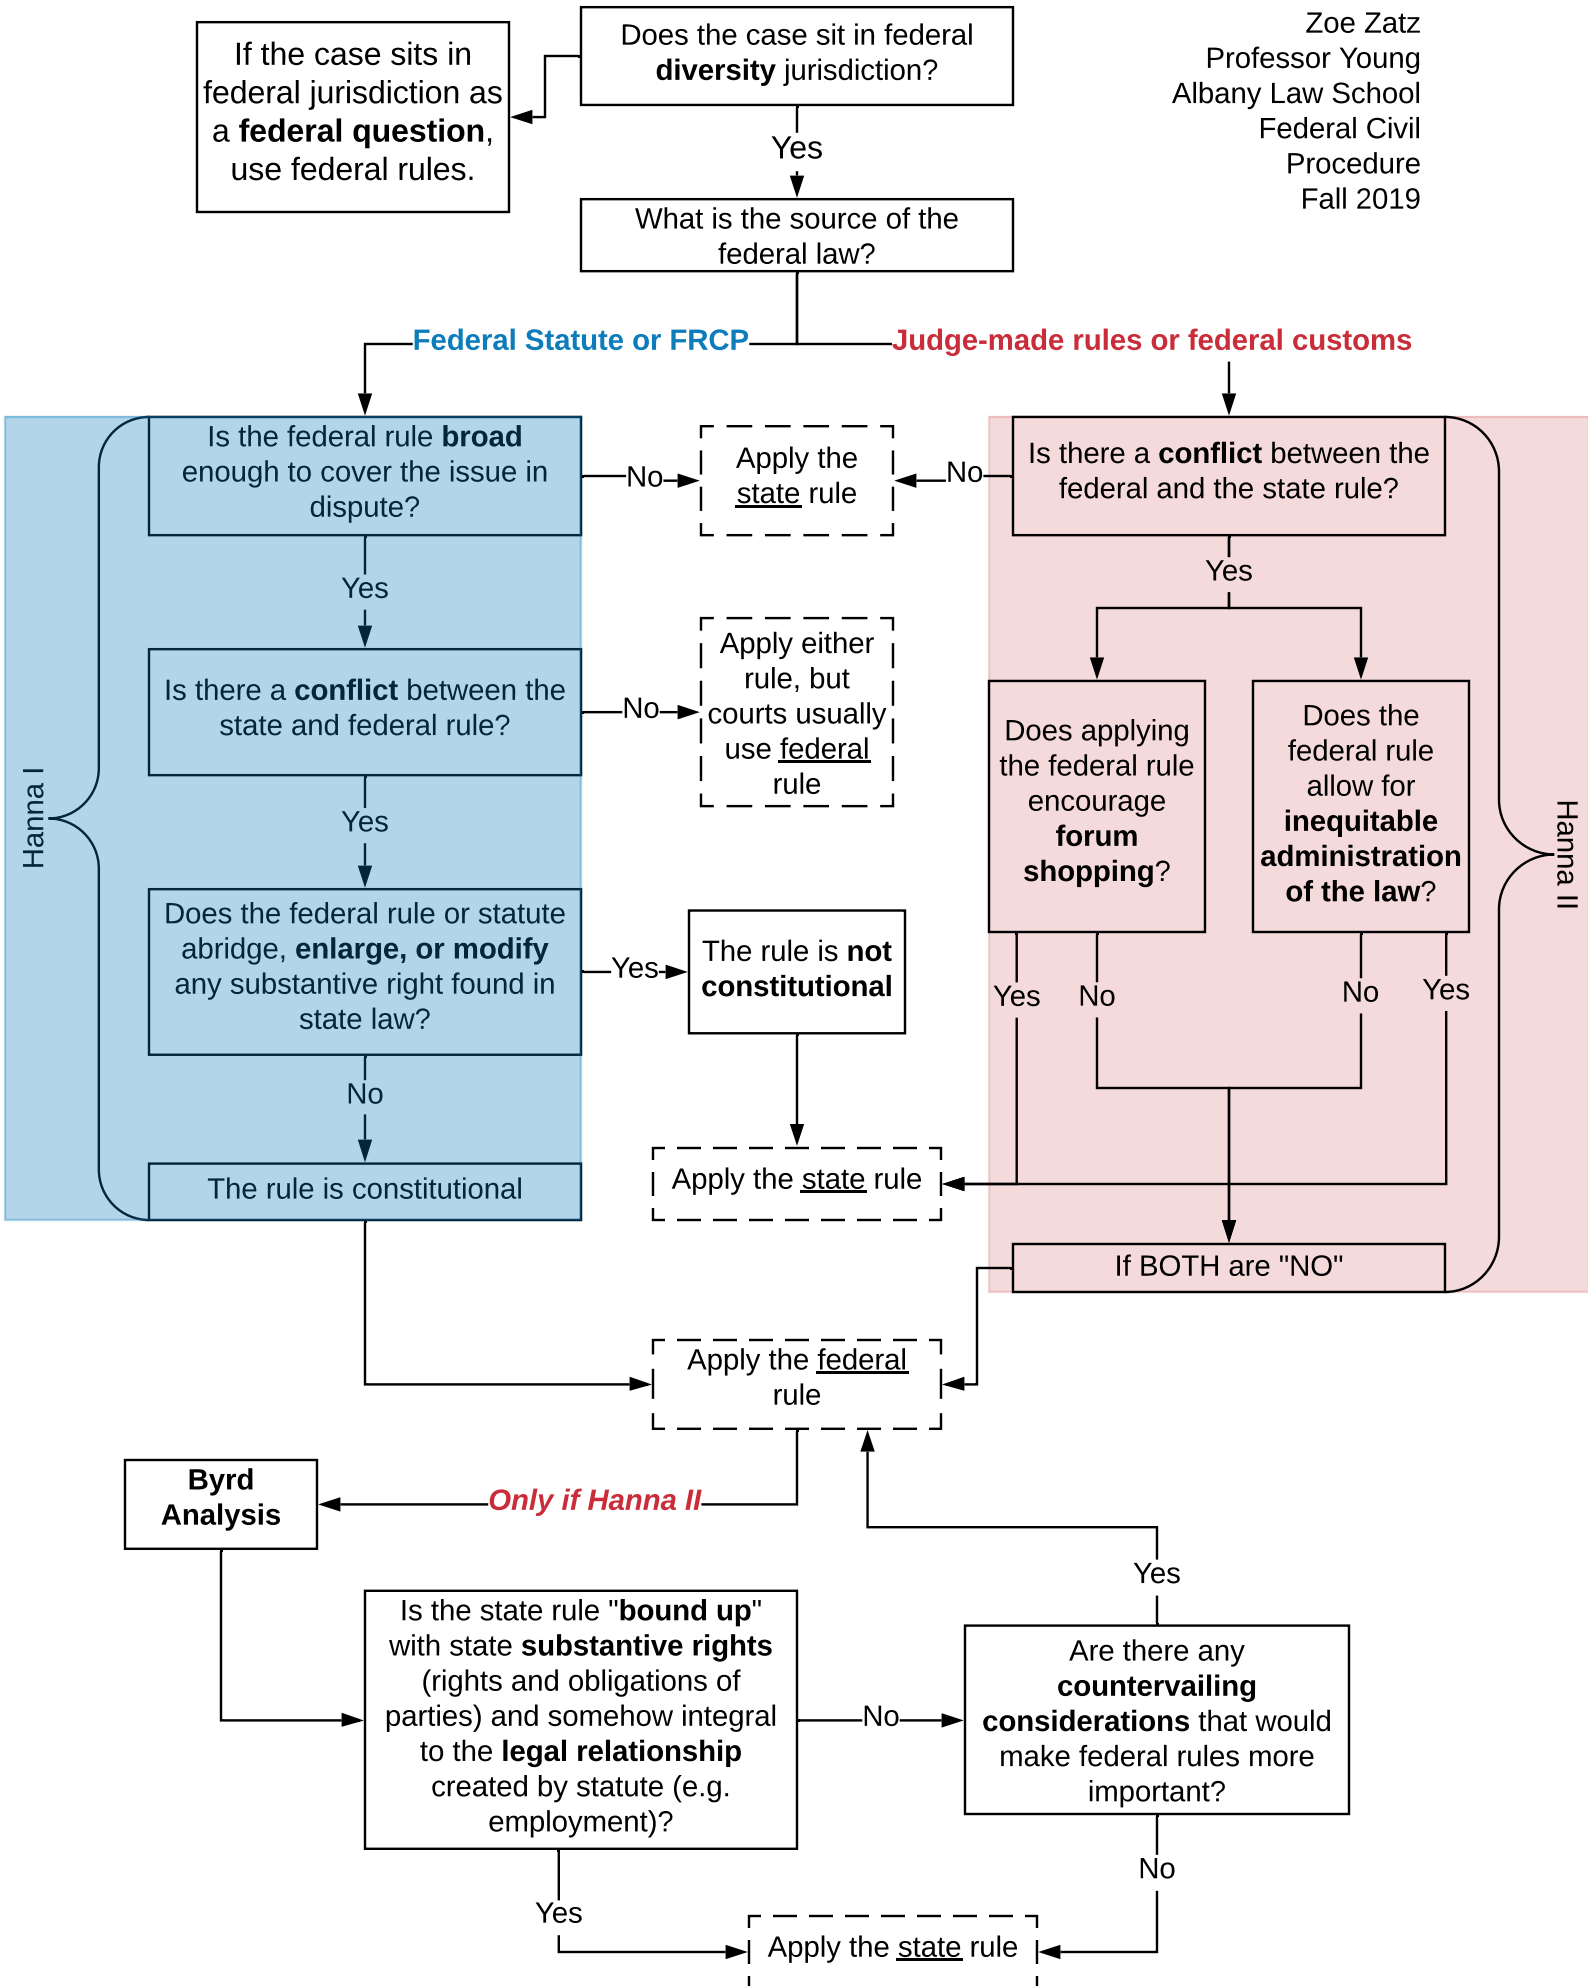 Does the case sit in federal
diversity jurisdiction?
If the case sits in
federal jurisdiction as
a federal question,
use federal rules.
Zoe Zatz
Professor Young
Albany Law School
Federal Civil
Procedure
Fall 2019
Yes
What is the source of the
federal law?
Federal Statute or FRCP
Judge-made rules or federal customs
Hanna I
Is the federal rule broad
enough to cover the issue in
dispute?
No
Apply the
state rule
No
Is there a conflict between the
federal and the state rule?
Yes
Yes
Is there a conflict between the
state and federal rule?
No
Apply either
rule, but
courts usually
use federal
rule
Does applying
the federal rule
encourage
forum
shopping?
Does the
federal rule
allow for
inequitable
administration
of the law?
Hanna II
Yes
Does the federal rule or statute
abridge, enlarge, or modify
any substantive right found in
state law?
Yes
The rule is not
constitutional
Yes
No
No
Yes
No
The rule is constitutional
Apply the state rule
If BOTH are "NO"
Apply the federal
rule
Only if Hanna II
Byrd
Analysis
Yes
Is the state rule "bound up"
with state substantive rights
(rights and obligations of
parties) and somehow integral
to the legal relationship
created by statute (e.g.
employment)?
No
Are there any
countervailing
considerations that would
make federal rules more
important?
Yes
No
Apply the state rule